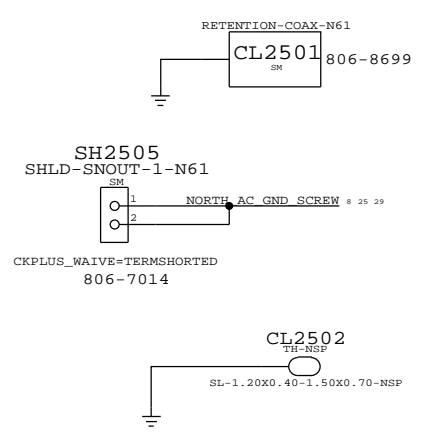 RETENTION-COAX-N61
CL2501
SM
806-8699
SH2505
SHLD-SNOUT-1-N61
SM
1
NORTH_AC_GND_SCREW 8 25 29
2
CKPLUS_WAIVE=TERMSHORTED
806-7014
CL2502
TH-NSP
SL-1.20X0.40-1.50X0.70-NSP